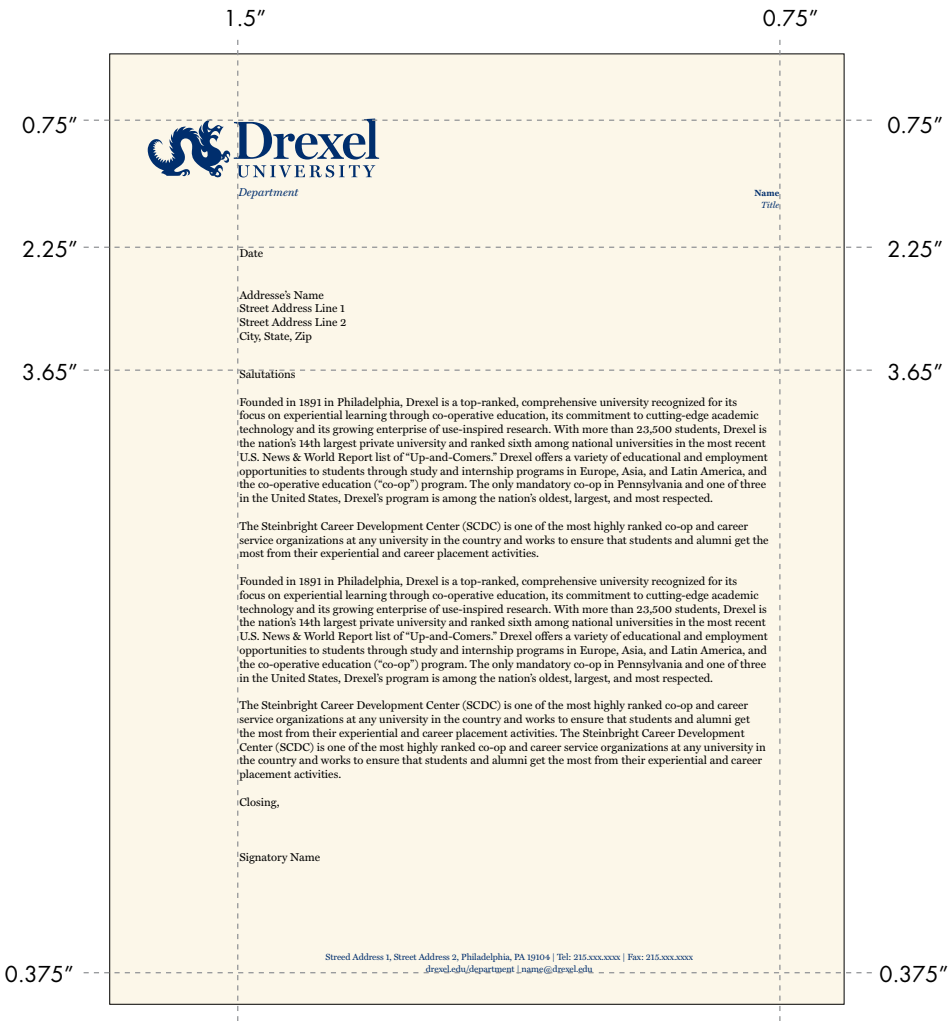 1.5″ 0.75″
0.75″ 0.75″
Drexel
UNIVERSITY
Department
Name
Title
2.25″ 2.25″
Date
Addresse’s Name
Street Address Line 1
Street Address Line 2
City, State, Zip
3.65″ 3.65″
Salutations
Founded in 1891 in Philadelphia, Drexel is a top-ranked, comprehensive university recognized for its
focus on experiential learning through co-operative education, its commitment to cutting-edge academic
technology and its growing enterprise of use-inspired research. With more than 23,500 students, Drexel is
the nation’s 14th largest private university and ranked sixth among national universities in the most recent
U.S. News & World Report list of “Up-and-Comers.” Drexel offers a variety of educational and employment
opportunities to students through study and internship programs in Europe, Asia, and Latin America, and
the co-operative education (“co-op”) program. The only mandatory co-op in Pennsylvania and one of three
in the United States, Drexel’s program is among the nation’s oldest, largest, and most respected.
The Steinbright Career Development Center (SCDC) is one of the most highly ranked co-op and career
service organizations at any university in the country and works to ensure that students and alumni get the
most from their experiential and career placement activities.
Founded in 1891 in Philadelphia, Drexel is a top-ranked, comprehensive university recognized for its
focus on experiential learning through co-operative education, its commitment to cutting-edge academic
technology and its growing enterprise of use-inspired research. With more than 23,500 students, Drexel is
the nation’s 14th largest private university and ranked sixth among national universities in the most recent
U.S. News & World Report list of “Up-and-Comers.” Drexel offers a variety of educational and employment
opportunities to students through study and internship programs in Europe, Asia, and Latin America, and
the co-operative education (“co-op”) program. The only mandatory co-op in Pennsylvania and one of three
in the United States, Drexel’s program is among the nation’s oldest, largest, and most respected.
The Steinbright Career Development Center (SCDC) is one of the most highly ranked co-op and career
service organizations at any university in the country and works to ensure that students and alumni get
the most from their experiential and career placement activities. The Steinbright Career Development
Center (SCDC) is one of the most highly ranked co-op and career service organizations at any university in
the country and works to ensure that students and alumni get the most from their experiential and career
placement activities.
Closing,
Signatory Name
Streed Address 1, Street Address 2, Philadelphia, PA 19104 | Tel: 215.xxx.xxxx | Fax: 215.xxx.xxxx
drexel.edu/department | name@drexel.edu
0.375″ 0.375″